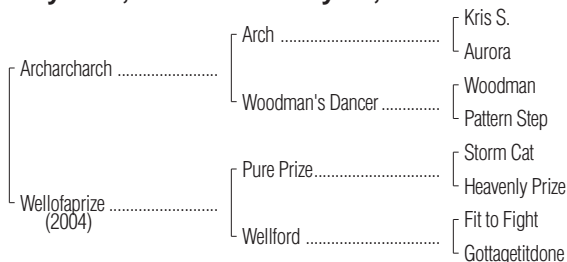 Kris S.
Arch ........................................
Aurora
Archarcharch .........................
Woodman
Woodman's Dancer ..............
Pattern Step
Storm Cat
Pure Prize...............................
Heavenly Prize
Wellofaprize ...........................
(2004)
Fit to Fight
Wellford .................................
Gottagetitdone